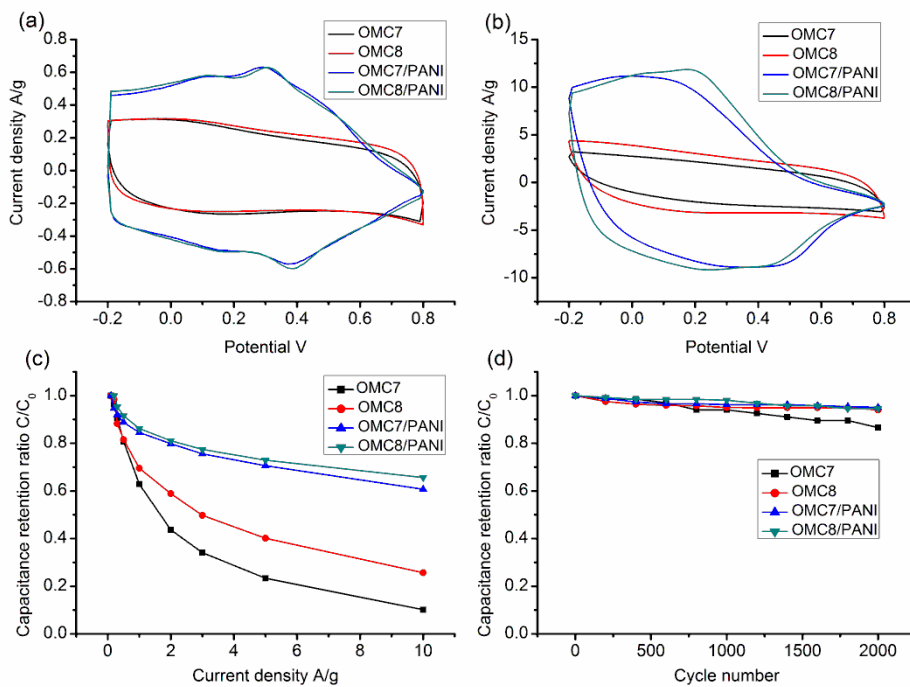 (a)
OMC7
OMC8
OMC7/PANI
OMC8/PANI
0.8
0.6
0.4
0.2
0.0
-0.2
-0.4
-0.6
-0.8
Current density A/g
-0.2 0.0 0.2 0.4 0.6 0.8
Potential V
(b)
OMC7
OMC8
OMC7/PANI
OMC8/PANI
15
10
5
0
-5
-10
Current density A/g
-0.2 0.0 0.2 0.4 0.6 0.8
Potential V
(c)
OMC7
OMC8
OMC7/PANI
OMC8/PANI
1.0
0.8
0.6
0.4
0.2
0.0
Capacitance retention ratio C/C0
0 2 4 6 8 10
Current density A/g
(d)
1.0
0.8
0.6
0.4
0.2
0.0
Capacitance retention ratio C/C0
OMC7
OMC8
OMC7/PANI
OMC8/PANI
0 500 1000 1500 2000
Cycle number